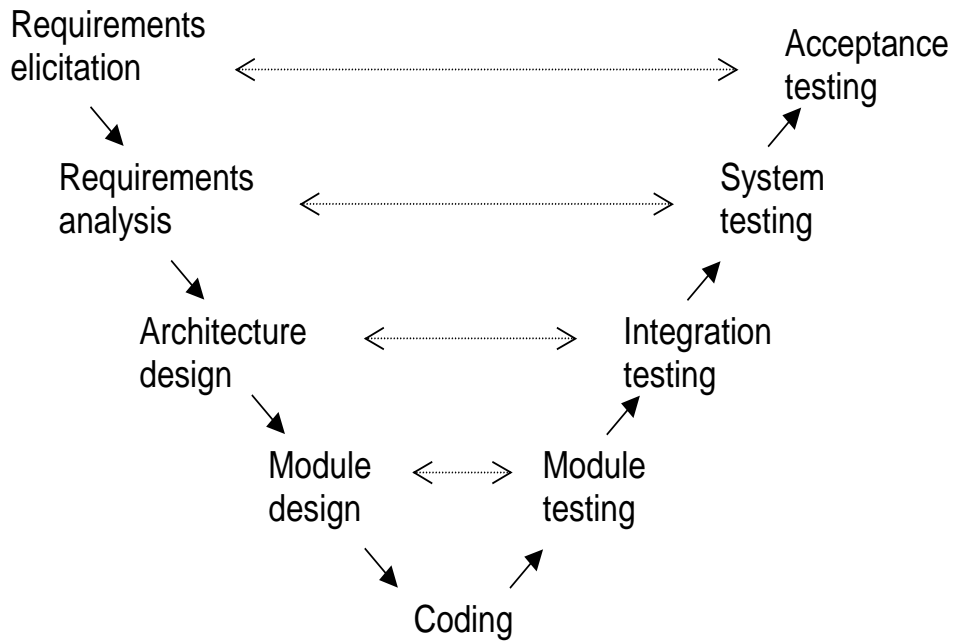 Requirements
elicitation
Acceptance
testing
Requirements
analysis
System
testing
Architecture
design
Integration
testing
Module
design
Module
testing
Coding